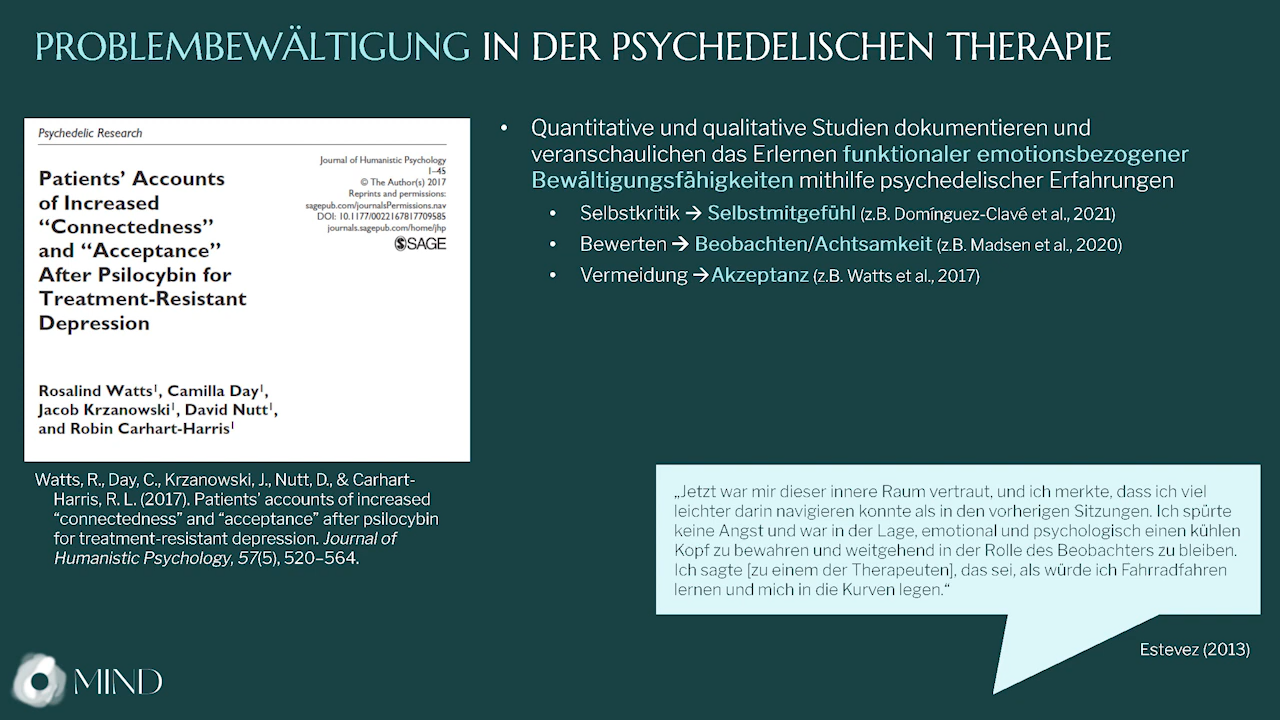 PROBLEMBEWÄLTIGUNG IN DER PSYCHEDELISCHEN THERAPIE
Psychedelic Research
Patients’ Accounts
of Increased
“Connectedness”
and “Acceptance”
After Psilocybin for
Treatment-Resistant
Depression
Journal of Humanistic Psychology
1–45
© The Author(s) 2017
Reprints and permissions:
sagepub.com/journalsPermissions.nav
DOI: 10.1177/0022167817709585
journals.sagepub.com/home/jhp
SAGE
Rosalind Watts¹, Camilla Day¹,
Jacob Krzanowski¹, David Nutt¹,
and Robin Carhart-Harris¹
Watts, R., Day, C., Krzanowski, J., Nutt, D., & Carhart-
Harris, R. L. (2017). Patients’ accounts of increased
“connectedness” and “acceptance” after psilocybin
for treatment-resistant depression. Journal of
Humanistic Psychology, 57(5), 520–564.
• Quantitative und qualitative Studien dokumentieren und
veranschaulichen das Erlernen funktionaler emotionsbezogener
Bewältigungsfähigkeiten mithilfe psychedelischer Erfahrungen
• Selbstkritik → Selbstmitgefühl (z.B. Domínguez-Clavé et al., 2021)
• Bewerten → Beobachten/Achtsamkeit (z.B. Madsen et al., 2020)
• Vermeidung →Akzeptanz (z.B. Watts et al., 2017)
„Jetzt war mir dieser innere Raum vertraut, und ich merkte, dass ich viel
leichter darin navigieren konnte als in den vorherigen Sitzungen. Ich spürte
keine Angst und war in der Lage, emotional und psychologisch einen kühlen
Kopf zu bewahren und weitgehend in der Rolle des Beobachters zu bleiben.
Ich sagte [zu einem der Therapeuten], das sei, als würde ich Fahrradfahren
lernen und mich in die Kurven legen.“
Estevez (2013)
MIND